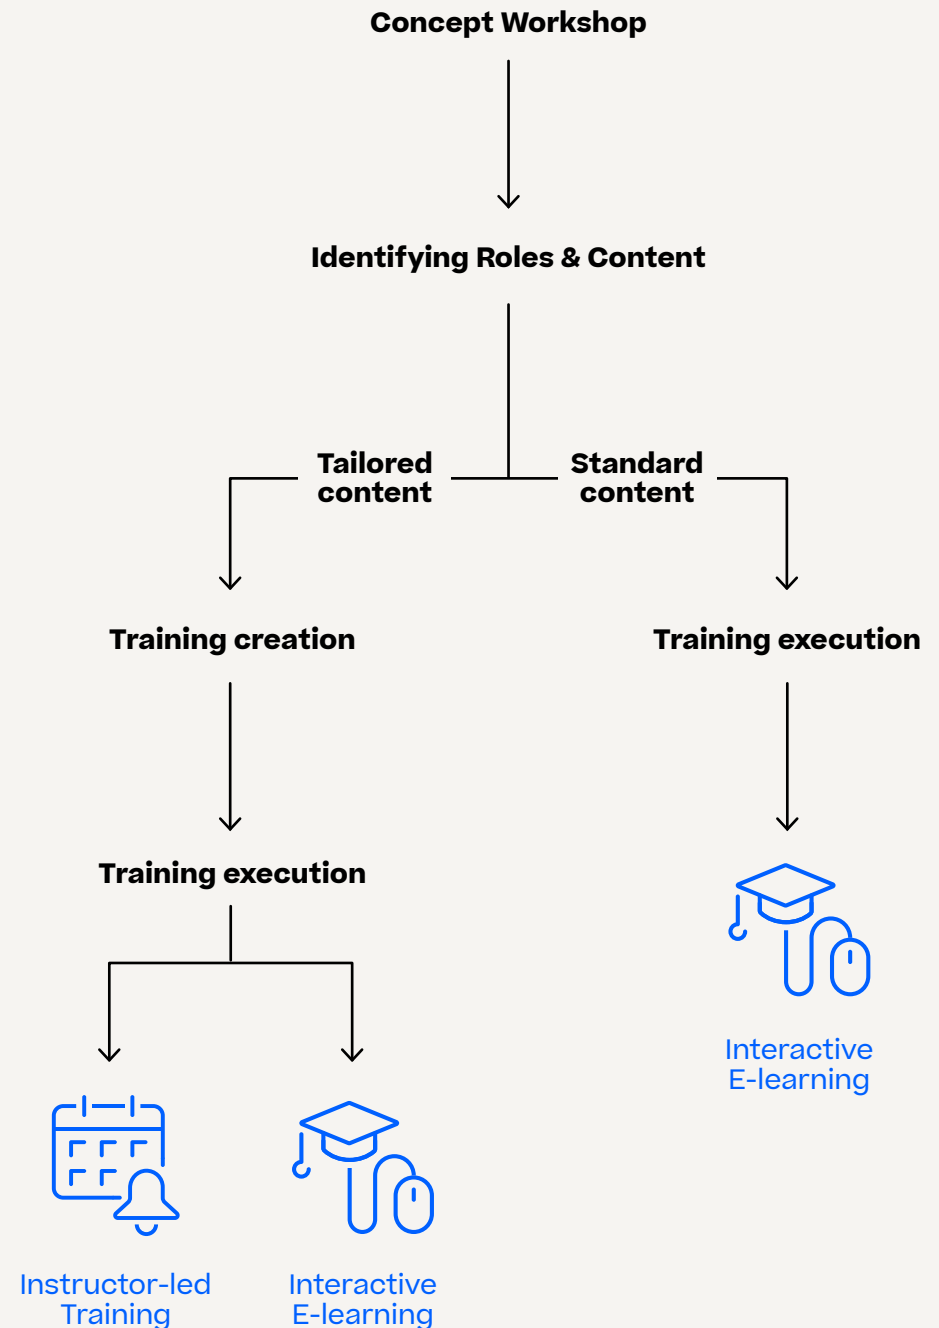 Concept Workshop
Identifying Roles & Content
Tailored
content
Standard
content
Training creation
Training execution
Training execution
Interactive
E-learning
Instructor-led
Training
Interactive
E-learning